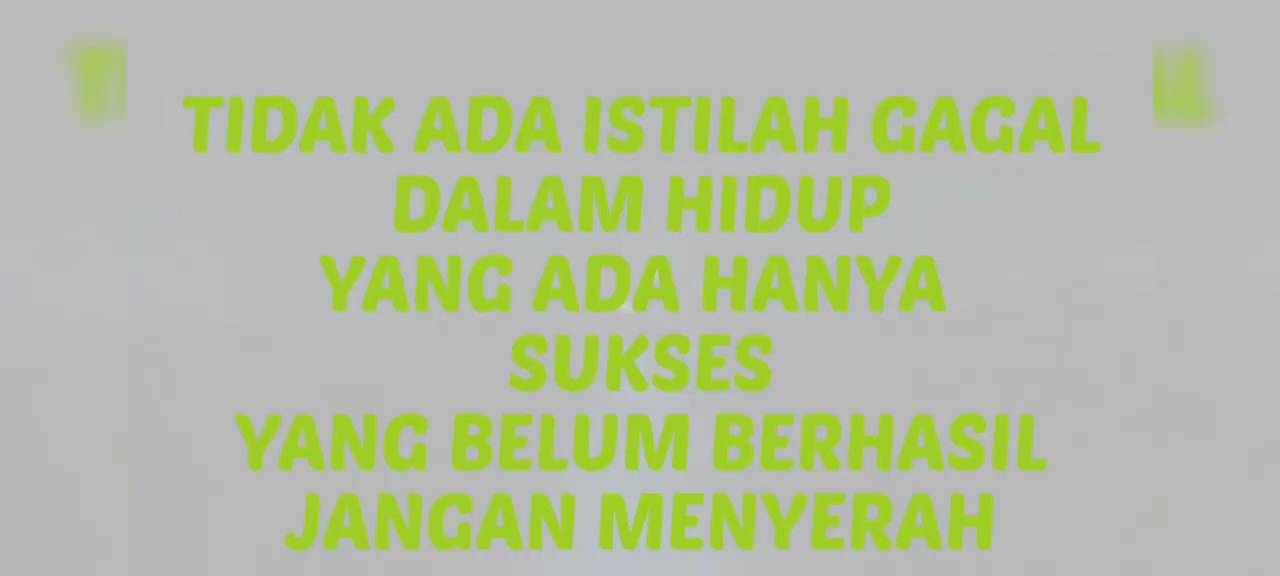 TIDAK ADA ISTILAH GAGAL
DALAM HIDUP
YANG ADA HANYA
SUKSES
YANG BELUM BERHASIL
JANGAN MENYERAH